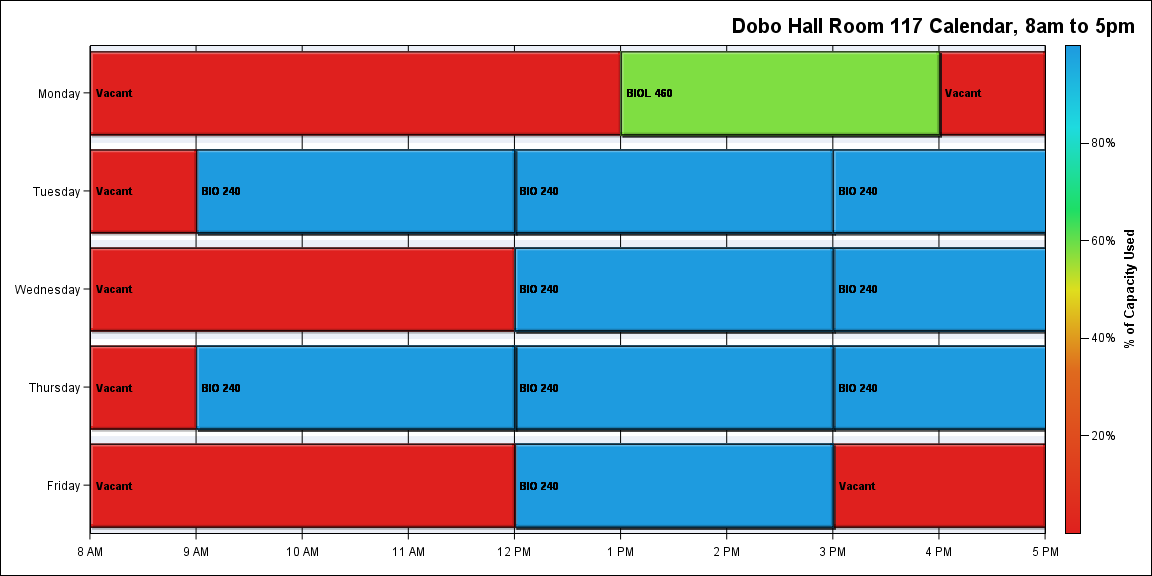 Dobo Hall Room 117 Calendar, 8am to 5pm
Monday
Vacant
BIOL 460
Vacant
Tuesday
Vacant
BIO 240
BIO 240
BIO 240
Wednesday
Vacant
BIO 240
BIO 240
Thursday
Vacant
BIO 240
BIO 240
BIO 240
Friday
Vacant
BIO 240
Vacant
8 AM 9 AM 10 AM 11 AM 12 PM 1 PM 2 PM 3 PM 4 PM 5 PM
80%
60%
40%
20%
% of Capacity Used